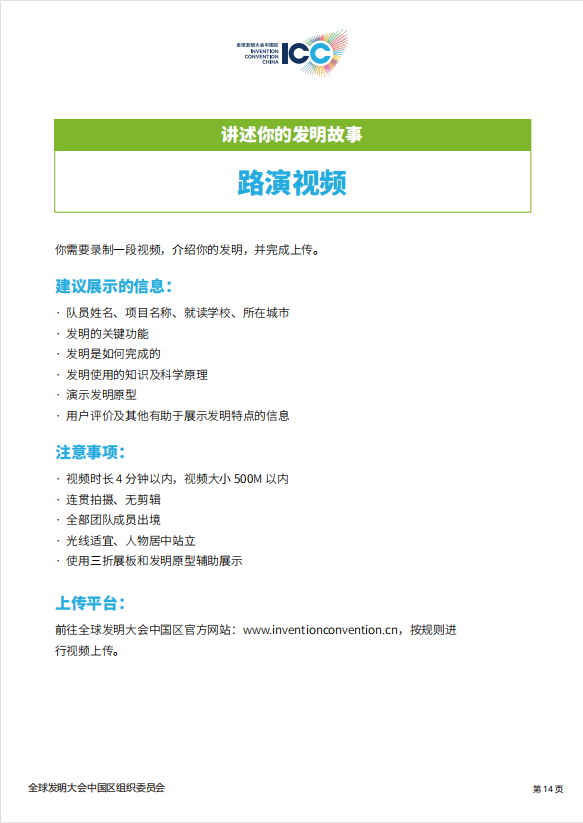 全球发明大会中国区
INVENTION
CONVENTION
CHINA
ICC
讲述你的发明故事
路演视频
你需要录制一段视频，介绍你的发明，并完成上传。
建议展示的信息：
· 队员姓名、项目名称、就读学校、所在城市
· 发明的关键功能
· 发明是如何完成的
· 发明使用的知识及科学原理
· 演示发明原型
· 用户评价及其他有助于展示发明特点的信息
注意事项：
· 视频时长 4 分钟以内，视频大小 500M 以内
· 连贯拍摄、无剪辑
· 全部团队成员出境
· 光线适宜、人物居中站立
· 使用三折展板和发明原型辅助展示
上传平台：
前往全球发明大会中国区官方网站：www.inventionconvention.cn，按规则进
行视频上传。
全球发明大会中国区组织委员会
第 14 页